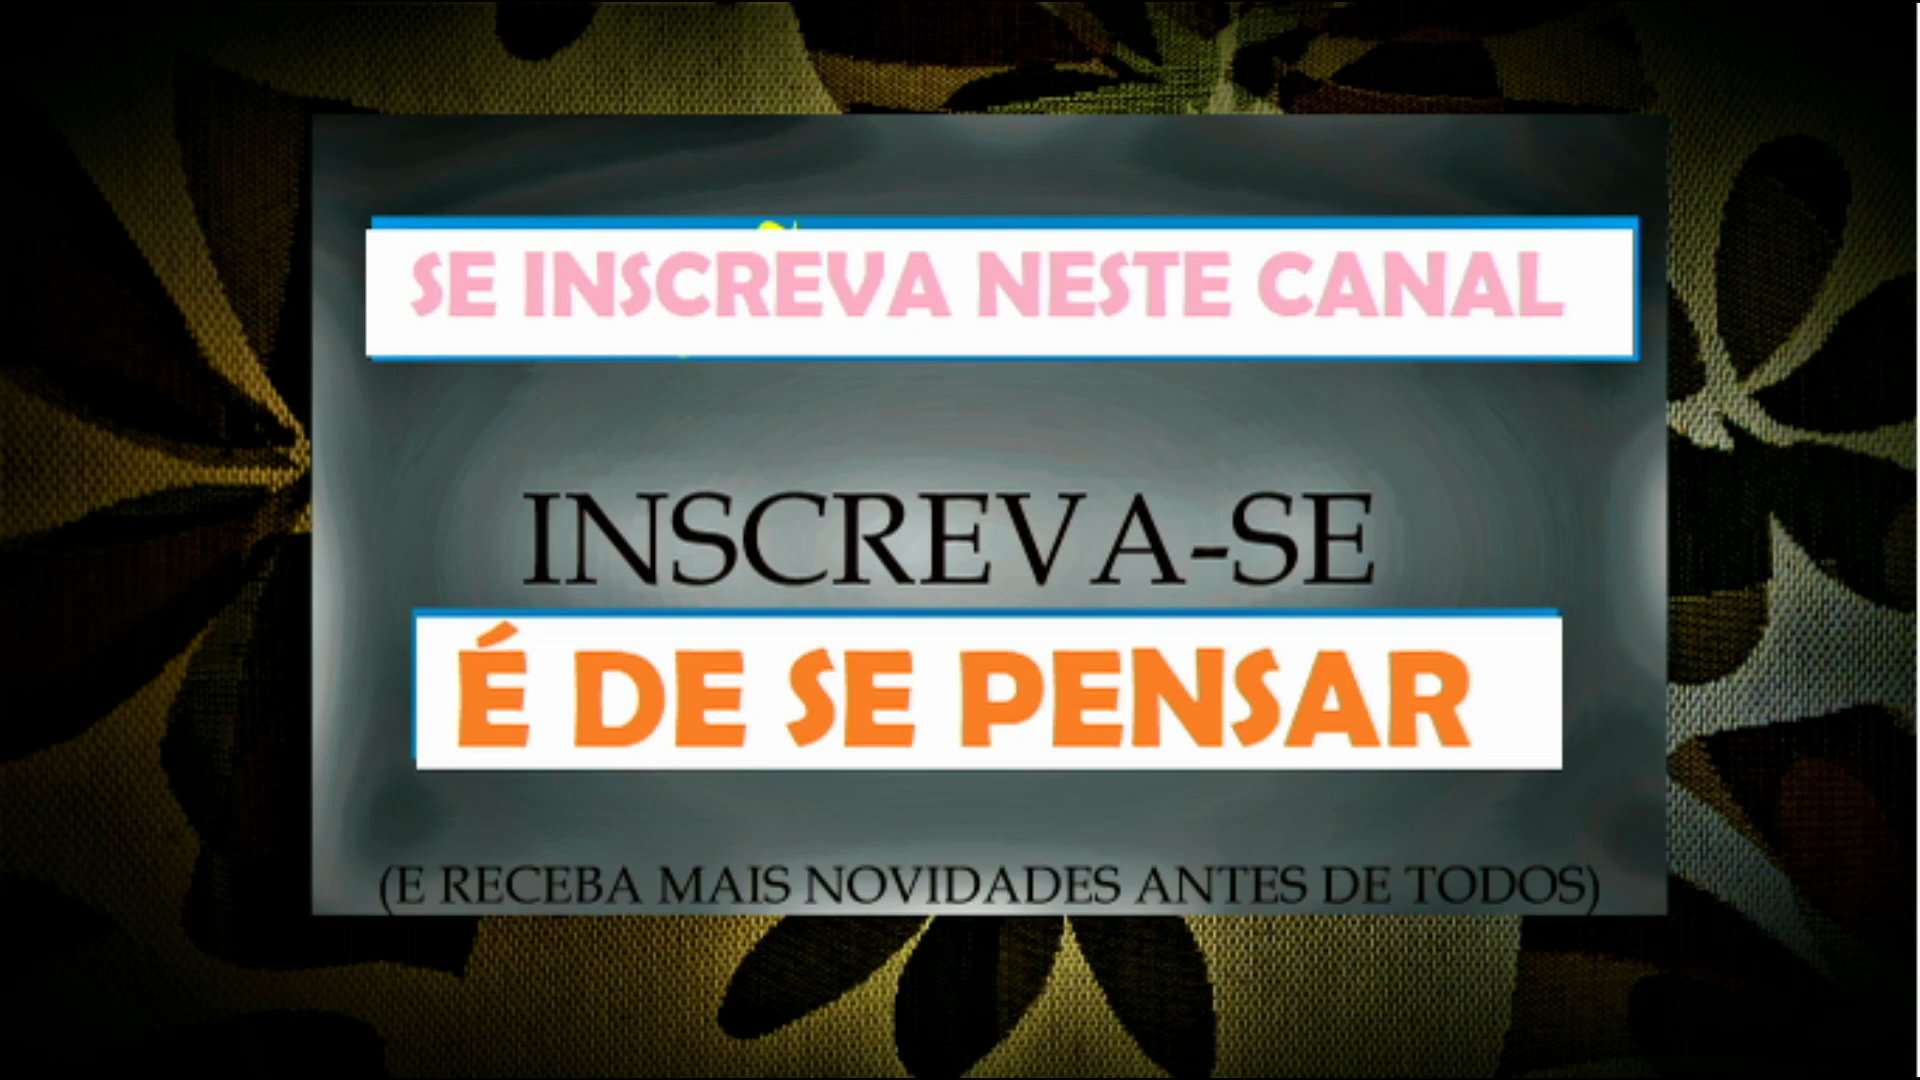 SE INSCREVA NESTE CANAL
INSCREVA-SE
É DE SE PENSAR
(E RECEBA MAIS NOVIDADES ANTES DE TODOS)